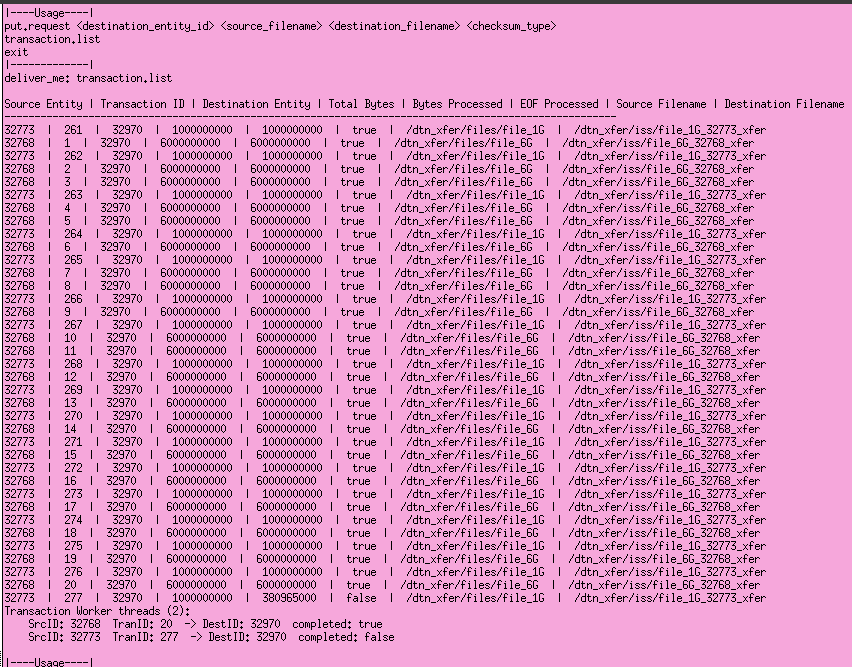 |----Usage----|
put.request <destination_entity_id> <source_filename> <destination_filename> <checksum_type>
transaction.list
exit
|-------------|
deliver_me: transaction.list
Source Entity | Transaction ID | Destination Entity | Total Bytes | Bytes Processed | EOF Processed | Source Filename | Destination Filename
--------------------------------------------------------------------------------------------------------
32773 | 261 | 32970 | 1000000000 | 1000000000 | true | /dtn_xfer/files/file_1G | /dtn_xfer/iss/file_1G_32773_xfer
32768 | 1 | 32970 | 6000000000 | 6000000000 | true | /dtn_xfer/files/file_6G | /dtn_xfer/iss/file_6G_32768_xfer
32773 | 262 | 32970 | 1000000000 | 1000000000 | true | /dtn_xfer/files/file_1G | /dtn_xfer/iss/file_1G_32773_xfer
32768 | 2 | 32970 | 6000000000 | 6000000000 | true | /dtn_xfer/files/file_6G | /dtn_xfer/iss/file_6G_32768_xfer
32768 | 3 | 32970 | 6000000000 | 6000000000 | true | /dtn_xfer/files/file_6G | /dtn_xfer/iss/file_6G_32768_xfer
32773 | 263 | 32970 | 1000000000 | 1000000000 | true | /dtn_xfer/files/file_1G | /dtn_xfer/iss/file_1G_32773_xfer
32768 | 4 | 32970 | 6000000000 | 6000000000 | true | /dtn_xfer/files/file_6G | /dtn_xfer/iss/file_6G_32768_xfer
32768 | 5 | 32970 | 6000000000 | 6000000000 | true | /dtn_xfer/files/file_6G | /dtn_xfer/iss/file_6G_32768_xfer
32773 | 264 | 32970 | 1000000000 | 1000000000 | true | /dtn_xfer/files/file_1G | /dtn_xfer/iss/file_1G_32773_xfer
32768 | 6 | 32970 | 6000000000 | 6000000000 | true | /dtn_xfer/files/file_6G | /dtn_xfer/iss/file_6G_32768_xfer
32773 | 265 | 32970 | 1000000000 | 1000000000 | true | /dtn_xfer/files/file_1G | /dtn_xfer/iss/file_1G_32773_xfer
32768 | 7 | 32970 | 6000000000 | 6000000000 | true | /dtn_xfer/files/file_6G | /dtn_xfer/iss/file_6G_32768_xfer
32768 | 8 | 32970 | 6000000000 | 6000000000 | true | /dtn_xfer/files/file_6G | /dtn_xfer/iss/file_6G_32768_xfer
32773 | 266 | 32970 | 1000000000 | 1000000000 | true | /dtn_xfer/files/file_1G | /dtn_xfer/iss/file_1G_32773_xfer
32768 | 9 | 32970 | 6000000000 | 6000000000 | true | /dtn_xfer/files/file_6G | /dtn_xfer/iss/file_6G_32768_xfer
32773 | 267 | 32970 | 1000000000 | 1000000000 | true | /dtn_xfer/files/file_1G | /dtn_xfer/iss/file_1G_32773_xfer
32768 | 10 | 32970 | 6000000000 | 6000000000 | true | /dtn_xfer/files/file_6G | /dtn_xfer/iss/file_6G_32768_xfer
32768 | 11 | 32970 | 6000000000 | 6000000000 | true | /dtn_xfer/files/file_6G | /dtn_xfer/iss/file_6G_32768_xfer
32773 | 268 | 32970 | 1000000000 | 1000000000 | true | /dtn_xfer/files/file_1G | /dtn_xfer/iss/file_1G_32773_xfer
32768 | 12 | 32970 | 6000000000 | 6000000000 | true | /dtn_xfer/files/file_6G | /dtn_xfer/iss/file_6G_32768_xfer
32773 | 269 | 32970 | 1000000000 | 1000000000 | true | /dtn_xfer/files/file_1G | /dtn_xfer/iss/file_1G_32773_xfer
32768 | 13 | 32970 | 6000000000 | 6000000000 | true | /dtn_xfer/files/file_6G | /dtn_xfer/iss/file_6G_32768_xfer
32773 | 270 | 32970 | 1000000000 | 1000000000 | true | /dtn_xfer/files/file_1G | /dtn_xfer/iss/file_1G_32773_xfer
32768 | 14 | 32970 | 6000000000 | 6000000000 | true | /dtn_xfer/files/file_6G | /dtn_xfer/iss/file_6G_32768_xfer
32773 | 271 | 32970 | 1000000000 | 1000000000 | true | /dtn_xfer/files/file_1G | /dtn_xfer/iss/file_1G_32773_xfer
32768 | 15 | 32970 | 6000000000 | 6000000000 | true | /dtn_xfer/files/file_6G | /dtn_xfer/iss/file_6G_32768_xfer
32773 | 272 | 32970 | 1000000000 | 1000000000 | true | /dtn_xfer/files/file_1G | /dtn_xfer/iss/file_1G_32773_xfer
32768 | 16 | 32970 | 6000000000 | 6000000000 | true | /dtn_xfer/files/file_6G | /dtn_xfer/iss/file_6G_32768_xfer
32773 | 273 | 32970 | 1000000000 | 1000000000 | true | /dtn_xfer/files/file_1G | /dtn_xfer/iss/file_1G_32773_xfer
32768 | 17 | 32970 | 6000000000 | 6000000000 | true | /dtn_xfer/files/file_6G | /dtn_xfer/iss/file_6G_32768_xfer
32773 | 274 | 32970 | 1000000000 | 1000000000 | true | /dtn_xfer/files/file_1G | /dtn_xfer/iss/file_1G_32773_xfer
32768 | 18 | 32970 | 6000000000 | 6000000000 | true | /dtn_xfer/files/file_6G | /dtn_xfer/iss/file_6G_32768_xfer
32773 | 275 | 32970 | 1000000000 | 1000000000 | true | /dtn_xfer/files/file_1G | /dtn_xfer/iss/file_1G_32773_xfer
32768 | 19 | 32970 | 6000000000 | 6000000000 | true | /dtn_xfer/files/file_6G | /dtn_xfer/iss/file_6G_32768_xfer
32773 | 276 | 32970 | 1000000000 | 1000000000 | true | /dtn_xfer/files/file_1G | /dtn_xfer/iss/file_1G_32773_xfer
32768 | 20 | 32970 | 6000000000 | 6000000000 | true | /dtn_xfer/files/file_6G | /dtn_xfer/iss/file_6G_32768_xfer
32773 | 277 | 32970 | 1000000000 | 380965000 | false | /dtn_xfer/files/file_1G | /dtn_xfer/iss/file_1G_32773_xfer
Transaction Worker threads (2):
SrcID: 32768 TranID: 20 -> DestID: 32970 completed: true
SrcID: 32773 TranID: 277 -> DestID: 32970 completed: false
|----Usage----|